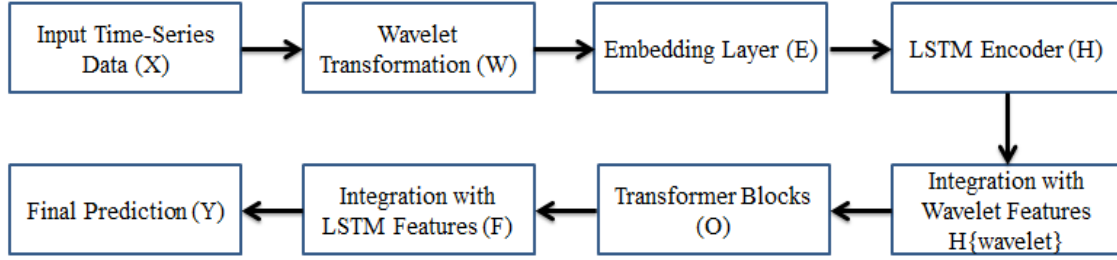 Input Time-Series
Data (X)
Wavelet
Transformation (W)
Embedding Layer (E)
LSTM Encoder (H)
Integration with
Wavelet Features
H{wavelet}
Transformer Blocks
(O)
Integration with
LSTM Features (F)
Final Prediction (Y)